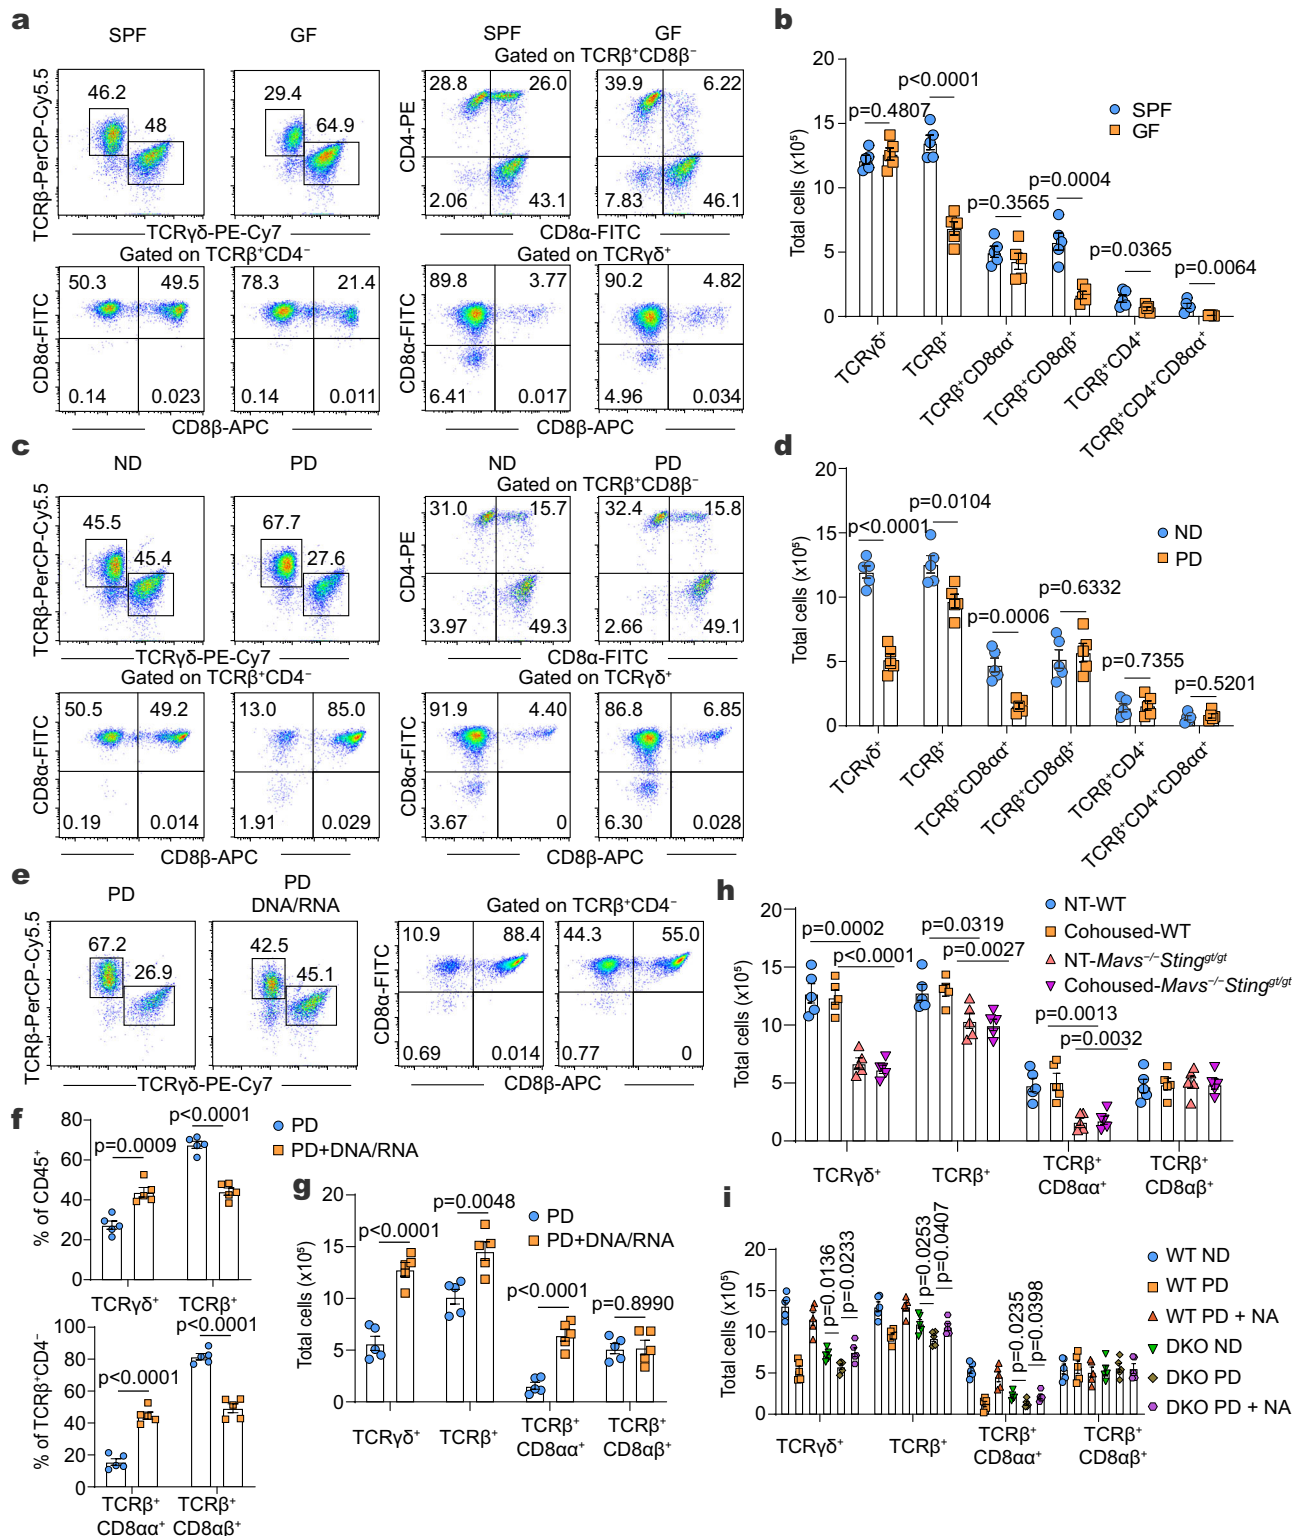 a
SPF
GF
SPF
GF
Gated on TCRβ⁺CD8β⁻
46.2
48
29.4
64.9
28.8
26.0
2.06
43.1
39.9
6.22
7.83
46.1
TCRβ-PerCP-Cy5.5
TCRγδ-PE-Cy7
CD4-PE
CD8α-FITC
Gated on TCRβ⁺CD4⁻
Gated on TCRγδ⁺
50.3
49.5
0.14
0.023
78.3
21.4
0.14
0.011
89.8
3.77
6.41
0.017
90.2
4.82
4.96
0.034
CD8α-FITC
CD8β-APC
CD8α-FITC
CD8β-APC
b
Total cells (x10⁵)
20
15
10
5
0
p=0.4807
p<0.0001
p=0.3565
p=0.0004
p=0.0365
p=0.0064
SPF
GF
TCRγδ⁺
TCRβ⁺
TCRβ⁺CD8αα⁺
TCRβ⁺CD8αβ⁺
TCRβ⁺CD4⁺
TCRβ⁺CD4⁺CD8αα⁺
c
ND
PD
ND
PD
Gated on TCRβ⁺CD8β⁻
45.5
45.4
67.7
27.6
31.0
15.7
3.97
49.3
32.4
15.8
2.66
49.1
TCRβ-PerCP-Cy5.5
TCRγδ-PE-Cy7
CD4-PE
CD8α-FITC
Gated on TCRβ⁺CD4⁻
Gated on TCRγδ⁺
50.5
49.2
0.19
0.014
13.0
85.0
1.91
0.029
91.9
4.40
3.67
0
86.8
6.85
6.30
0.028
CD8α-FITC
CD8β-APC
CD8α-FITC
CD8β-APC
d
Total cells (x10⁵)
20
15
10
5
0
p<0.0001
p=0.0104
p=0.0006
p=0.6332
p=0.7355
p=0.5201
ND
PD
TCRγδ⁺
TCRβ⁺
TCRβ⁺CD8αα⁺
TCRβ⁺CD8αβ⁺
TCRβ⁺CD4⁺
TCRβ⁺CD4⁺CD8αα⁺
e
PD
PD
DNA/RNA
Gated on TCRβ⁺CD4⁻
67.2
26.9
42.5
45.1
10.9
88.4
0.69
0.014
44.3
55.0
0.77
0
TCRβ-PerCP-Cy5.5
TCRγδ-PE-Cy7
CD8α-FITC
CD8β-APC
f
% of CD45⁺
80
60
40
20
0
p=0.0009
p<0.0001
PD
PD+DNA/RNA
TCRγδ⁺
TCRβ⁺
% of TCRβ⁺CD4⁻
100
80
60
40
20
0
p<0.0001
p<0.0001
TCRβ⁺
CD8αα⁺
TCRβ⁺
CD8αβ⁺
g
Total cells (x10⁵)
20
15
10
5
0
p<0.0001
p=0.0048
p<0.0001
p=0.8990
PD
PD+DNA/RNA
TCRγδ⁺
TCRβ⁺
TCRβ⁺
CD8αα⁺
TCRβ⁺
CD8αβ⁺
h
Total cells (x10⁵)
20
15
10
5
0
p=0.0002
p<0.0001
p=0.0319
p=0.0027
p=0.0013
p=0.0032
NT-WT
Cohoused-WT
NT-Mavs⁻/⁻Stingᵍᵗ/ᵍᵗ
Cohoused-Mavs⁻/⁻Stingᵍᵗ/ᵍᵗ
TCRγδ⁺
TCRβ⁺
TCRβ⁺
CD8αα⁺
TCRβ⁺
CD8αβ⁺
i
Total cells (x10⁵)
20
15
10
5
0
p=0.0136
p=0.0233
p=0.0253
p=0.0407
p=0.0235
p=0.0398
WT ND
WT PD
WT PD + NA
DKO ND
DKO PD
DKO PD + NA
TCRγδ⁺
TCRβ⁺
TCRβ⁺
CD8αα⁺
TCRβ⁺
CD8αβ⁺